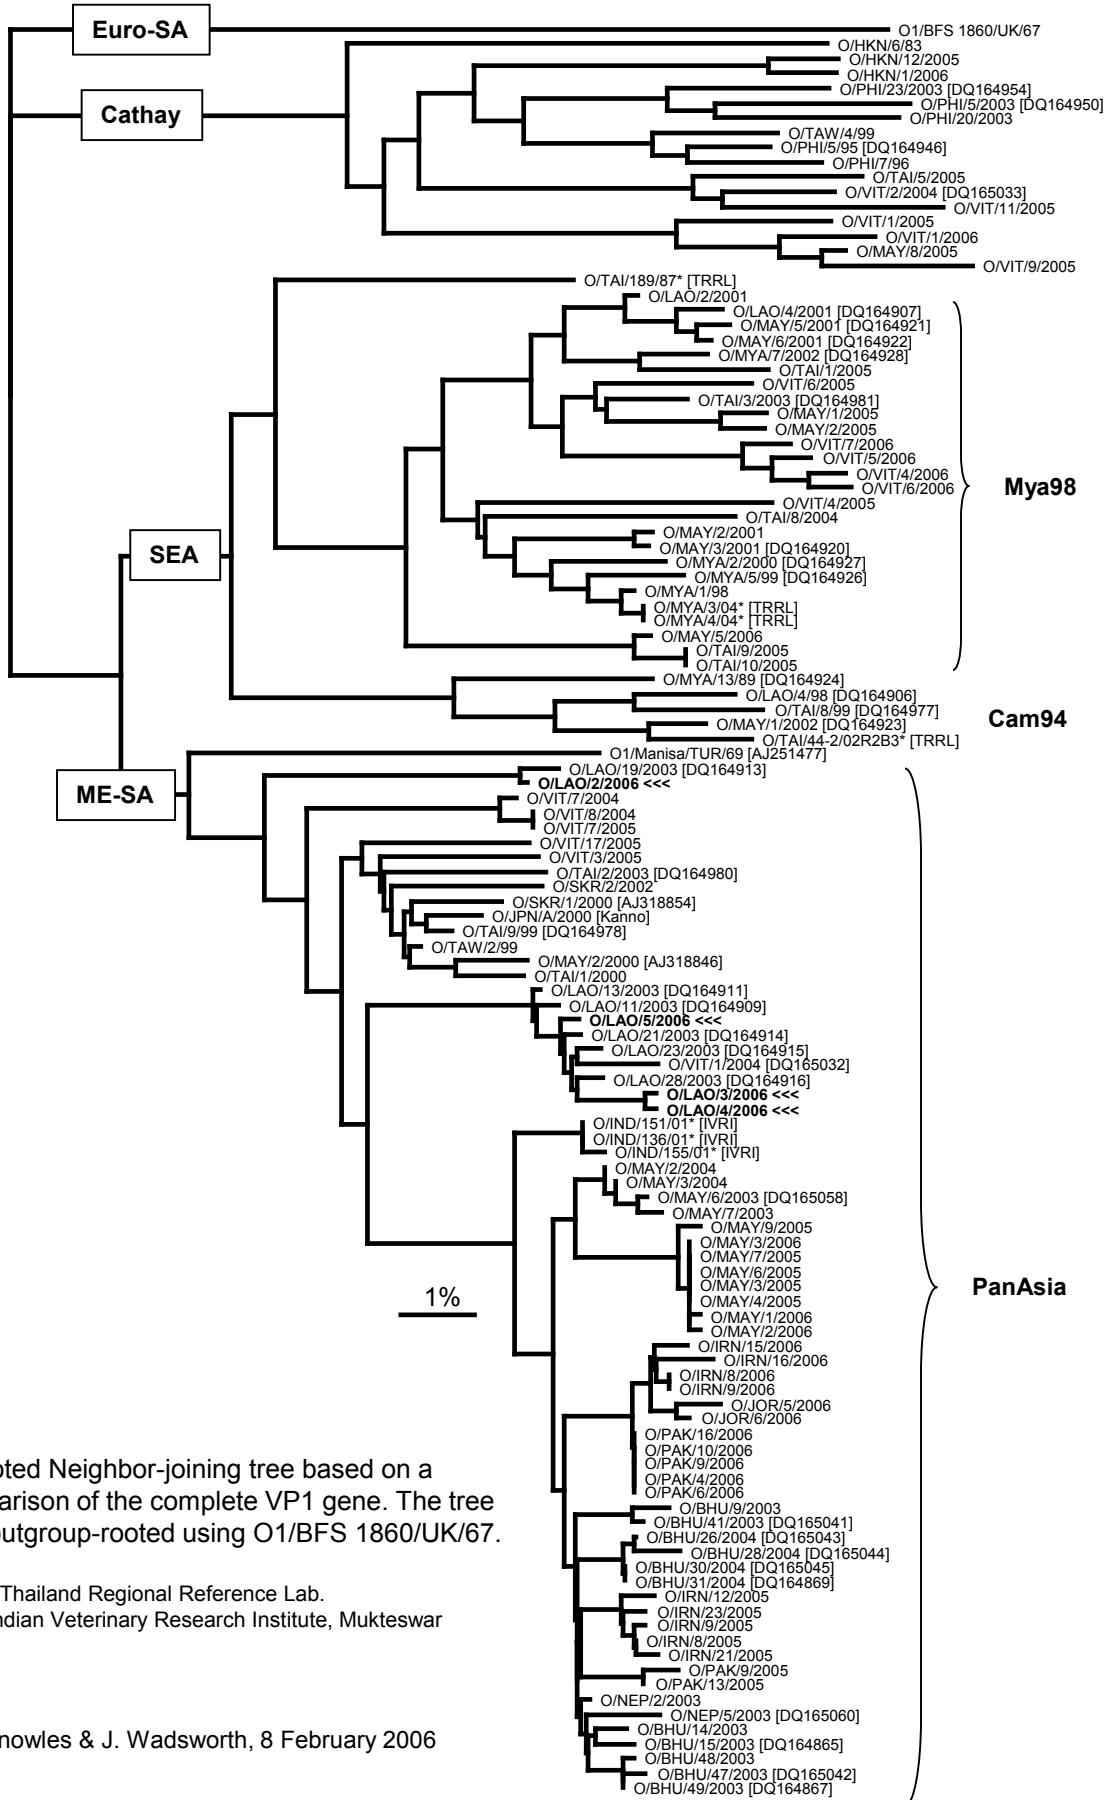 Euro-SA
O1/BFS 1860/UK/67
O/HKN/6/83
O/HKN/12/2005
O/HKN/1/2006
O/PHI/23/2003 [DQ164954]
O/PHI/5/2003 [DQ164950]
O/PHI/20/2003
Cathay
O/TAW/4/99
O/PHI/5/95 [DQ164946]
O/PHI/7/96
O/TAI/5/2005
O/VIT/2/2004 [DQ165033]
O/VIT/11/2005
O/VIT/1/2005
O/VIT/1/2006
O/MAY/8/2005
O/VIT/9/2005
O/TAI/189/87* [TRRL]
O/LAO/2/2001
O/LAO/4/2001 [DQ164907]
O/MAY/5/2001 [DQ164921]
O/MAY/6/2001 [DQ164922]
O/MYA/7/2002 [DQ164928]
O/TAI/1/2005
O/VIT/6/2005
O/TAI/3/2003 [DQ164981]
O/MAY/1/2005
O/MAY/2/2005
O/VIT/7/2006
O/VIT/5/2006
O/VIT/4/2006
O/VIT/6/2006
Mya98
O/VIT/4/2005
O/TAI/8/2004
O/MAY/2/2001
O/MAY/3/2001 [DQ164920]
SEA
O/MYA/2/2000 [DQ164927]
O/MYA/5/99 [DQ164926]
O/MYA/1/98
O/MYA/3/04* [TRRL]
O/MYA/4/04* [TRRL]
O/MAY/5/2006
O/TAI/9/2005
O/TAI/10/2005
O/MYA/13/89 [DQ164924]
O/LAO/4/98 [DQ164906]
O/TAI/8/99 [DQ164977]
Cam94
O/MAY/1/2002 [DQ164923]
O/TAI/44-2/02R2B3* [TRRL]
O1/Manisa/TUR/69 [AJ251477]
O/LAO/19/2003 [DQ164913]
O/LAO/2/2006 <<<
ME-SA
O/VIT/7/2004
O/VIT/8/2004
O/VIT/7/2005
O/VIT/17/2005
O/VIT/3/2005
O/TAI/2/2003 [DQ164980]
O/SKR/2/2002
O/SKR/1/2000 [AJ318854]
O/JPN/A/2000 [Kanno]
O/TAI/9/99 [DQ164978]
O/TAW/2/99
O/MAY/2/2000 [AJ318846]
O/TAI/1/2000
O/LAO/13/2003 [DQ164911]
O/LAO/11/2003 [DQ164909]
O/LAO/5/2006 <<<
O/LAO/21/2003 [DQ164914]
O/LAO/23/2003 [DQ164915]
O/VIT/1/2004 [DQ165032]
O/LAO/28/2003 [DQ164916]
O/LAO/3/2006 <<<
O/LAO/4/2006 <<<
O/IND/151/01* [IVRI]
O/IND/136/01* [IVRI]
O/IND/155/01* [IVRI]
O/MAY/2/2004
O/MAY/3/2004
O/MAY/6/2003 [DQ165058]
O/MAY/7/2003
O/MAY/9/2005
O/MAY/3/2006
O/MAY/7/2005
O/MAY/6/2005
O/MAY/3/2005
PanAsia
O/MAY/4/2005
1%
O/MAY/1/2006
O/MAY/2/2006
O/IRN/15/2006
O/IRN/16/2006
O/IRN/8/2006
O/IRN/9/2006
O/JOR/5/2006
O/JOR/6/2006
O/PAK/16/2006
O/PAK/10/2006
O/PAK/9/2006
O/PAK/4/2006
O/PAK/6/2006
O/BHU/9/2003
O/BHU/41/2003 [DQ165041]
O/BHU/26/2004 [DQ165043]
O/BHU/28/2004 [DQ165044]
O/BHU/30/2004 [DQ165045]
O/BHU/31/2004 [DQ164869]
O/IRN/12/2005
O/IRN/23/2005
O/IRN/9/2005
O/IRN/8/2005
O/IRN/21/2005
O/PAK/9/2005
O/PAK/13/2005
O/NEP/2/2003
O/NEP/5/2003 [DQ165060]
O/BHU/14/2003
O/BHU/15/2003 [DQ164865]
O/BHU/48/2003
O/BHU/47/2003 [DQ165042]
O/BHU/49/2003 [DQ164867]
oted Neighbor-joining tree based on a
arison of the complete VP1 gene. The tree
outgroup-rooted using O1/BFS 1860/UK/67.
Thailand Regional Reference Lab.
ndian Veterinary Research Institute, Mukteswar
nowles & J. Wadsworth, 8 February 2006